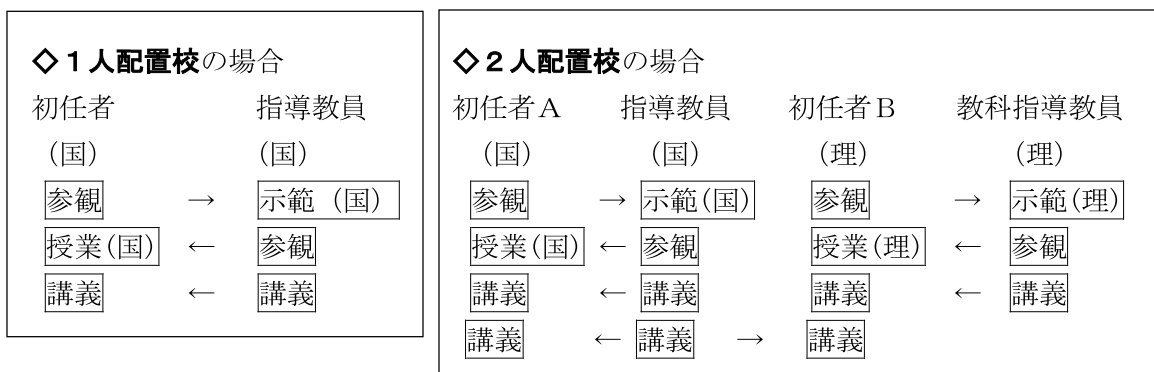 ◇１人配置校の場合
初任者　指導教員
（国）　（国）
参観　→　示範（国）
授業(国)　←　参観
講義　←　講義
◇２人配置校の場合
初任者Ａ　指導教員　初任者Ｂ　教科指導教員
（国）　（国）　（理）　（理）
参観　→　示範(国)　参観　→　示範(理)
授業(国)　←　参観　授業(理)　←　参観
講義　←　講義　講義　←　講義
講義　←　講義　→　講義